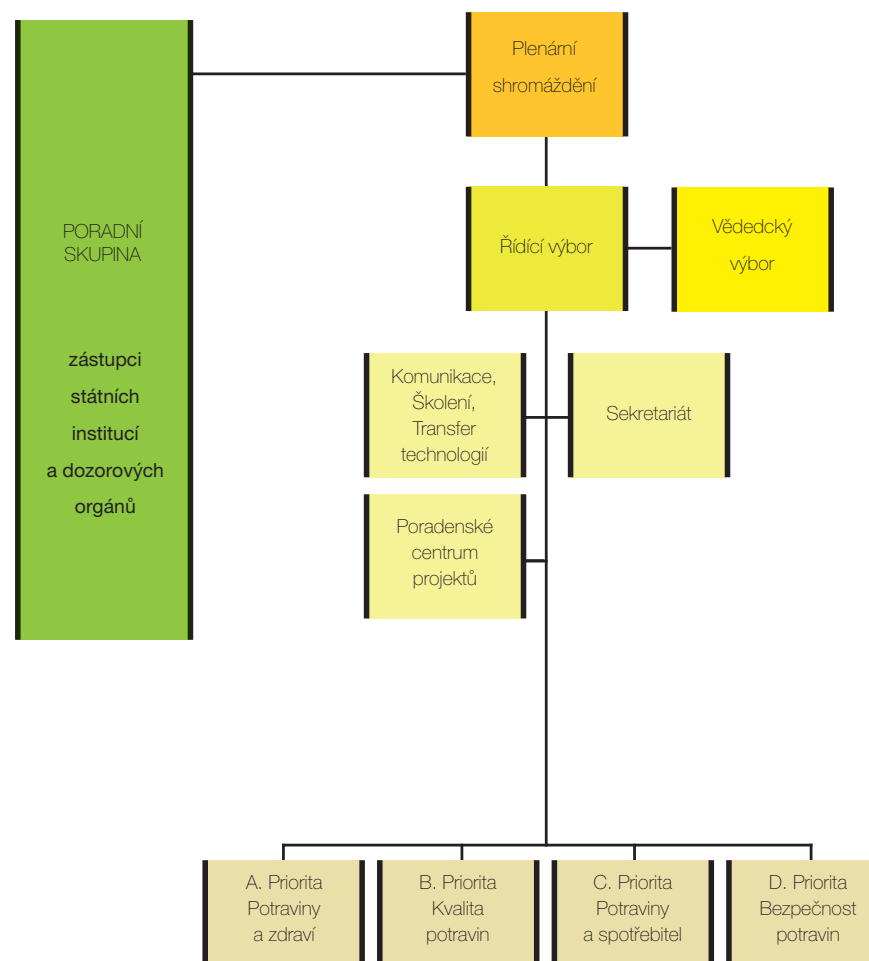 Plenární
shromáždění
PORADNÍ
SKUPINA
zástupci
státních
institucí
a dozorových
orgánů
Řídící výbor
Vědedcký
výbor
Komunikace,
Školení,
Transfer
technologií
Sekretariát
Poradenské
centrum
projektů
A. Priorita
Potraviny
a zdraví
B. Priorita
Kvalita
potravin
C. Priorita
Potraviny
a spotřebitel
D. Priorita
Bezpečnost
potravin